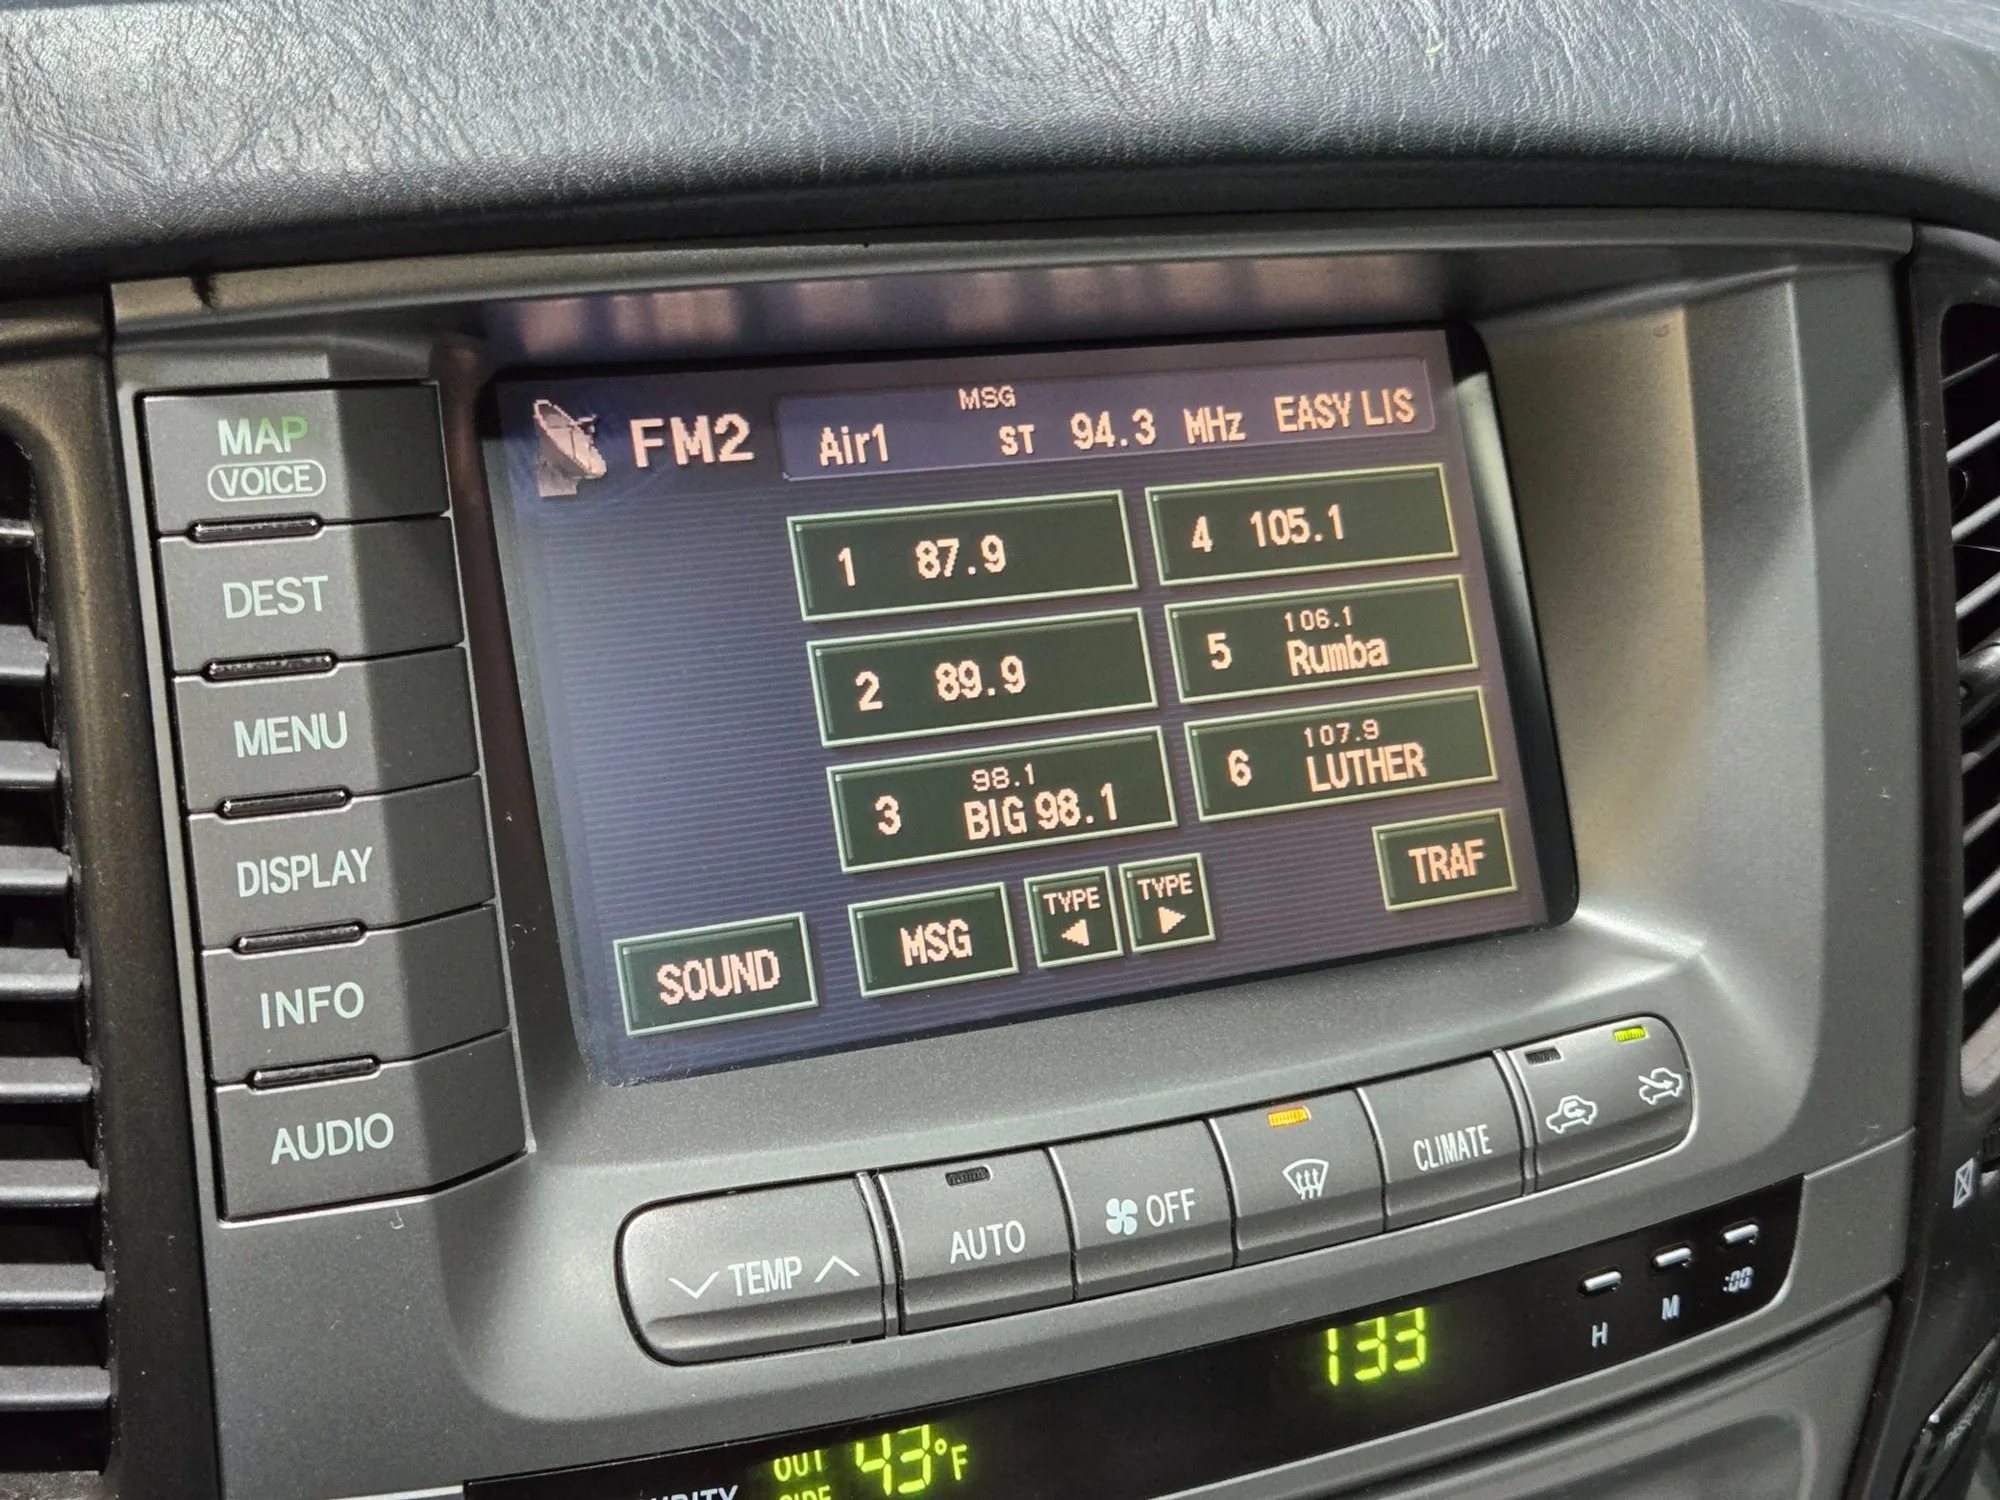 MAP
VOICE
DEST
MENU
DISPLAY
INFO
AUDIO
FM2
MSG
Air1 ST 94.3 MHz EASY LIS
1 87.9
4 105.1
2 89.9
106.1
5 Rumba
98.1
3 BIG 98.1
107.9
6 LUTHER
SOUND
MSG
TYPE
TYPE
TRAF
TEMP
AUTO
OFF
CLIMATE
H
M
:00
133
OUT
SIDE
43°F